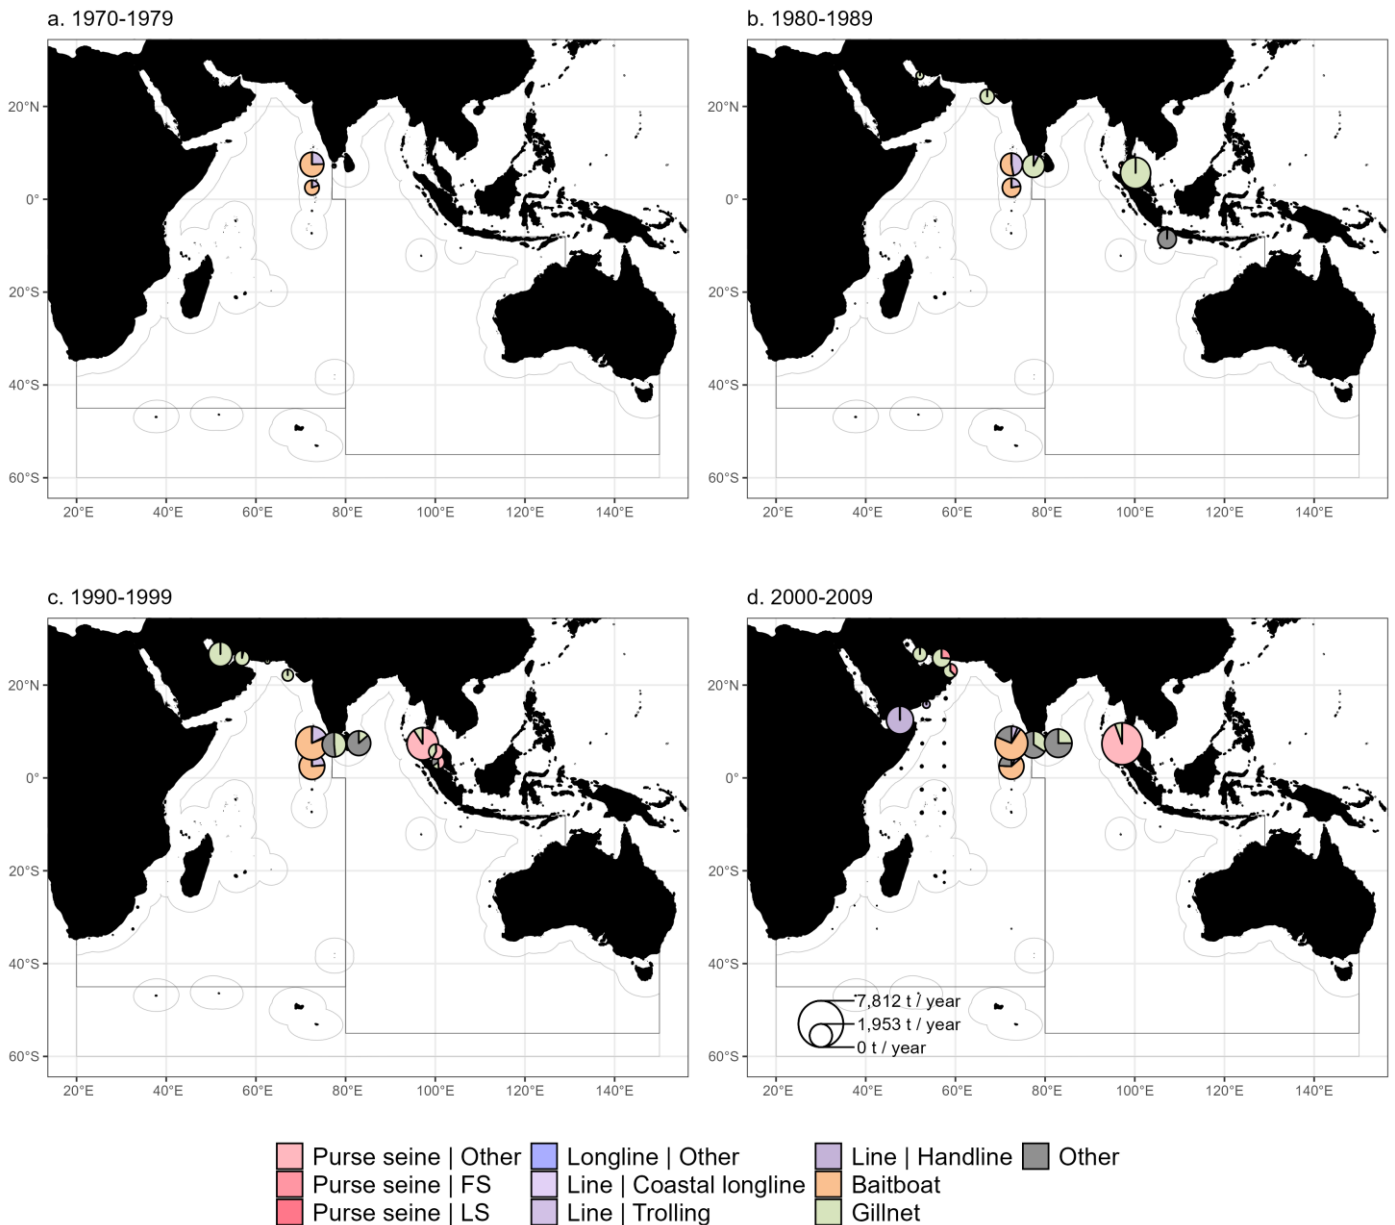 a. 1970-1979
b. 1980-1989
20°N
0°
20°S
40°S
60°S
20°E 40°E 60°E 80°E 100°E 120°E 140°E
20°N
0°
20°S
40°S
60°S
20°E 40°E 60°E 80°E 100°E 120°E 140°E
c. 1990-1999
d. 2000-2009
20°N
0°
20°S
40°S
60°S
20°E 40°E 60°E 80°E 100°E 120°E 140°E
20°N
0°
20°S
40°S
60°S
7,812 t / year
1,953 t / year
0 t / year
20°E 40°E 60°E 80°E 100°E 120°E 140°E
Purse seine | Other
Purse seine | FS
Purse seine | LS
Longline | Other
Line | Coastal longline
Line | Trolling
Line | Handline
Baitboat
Gillnet
Other